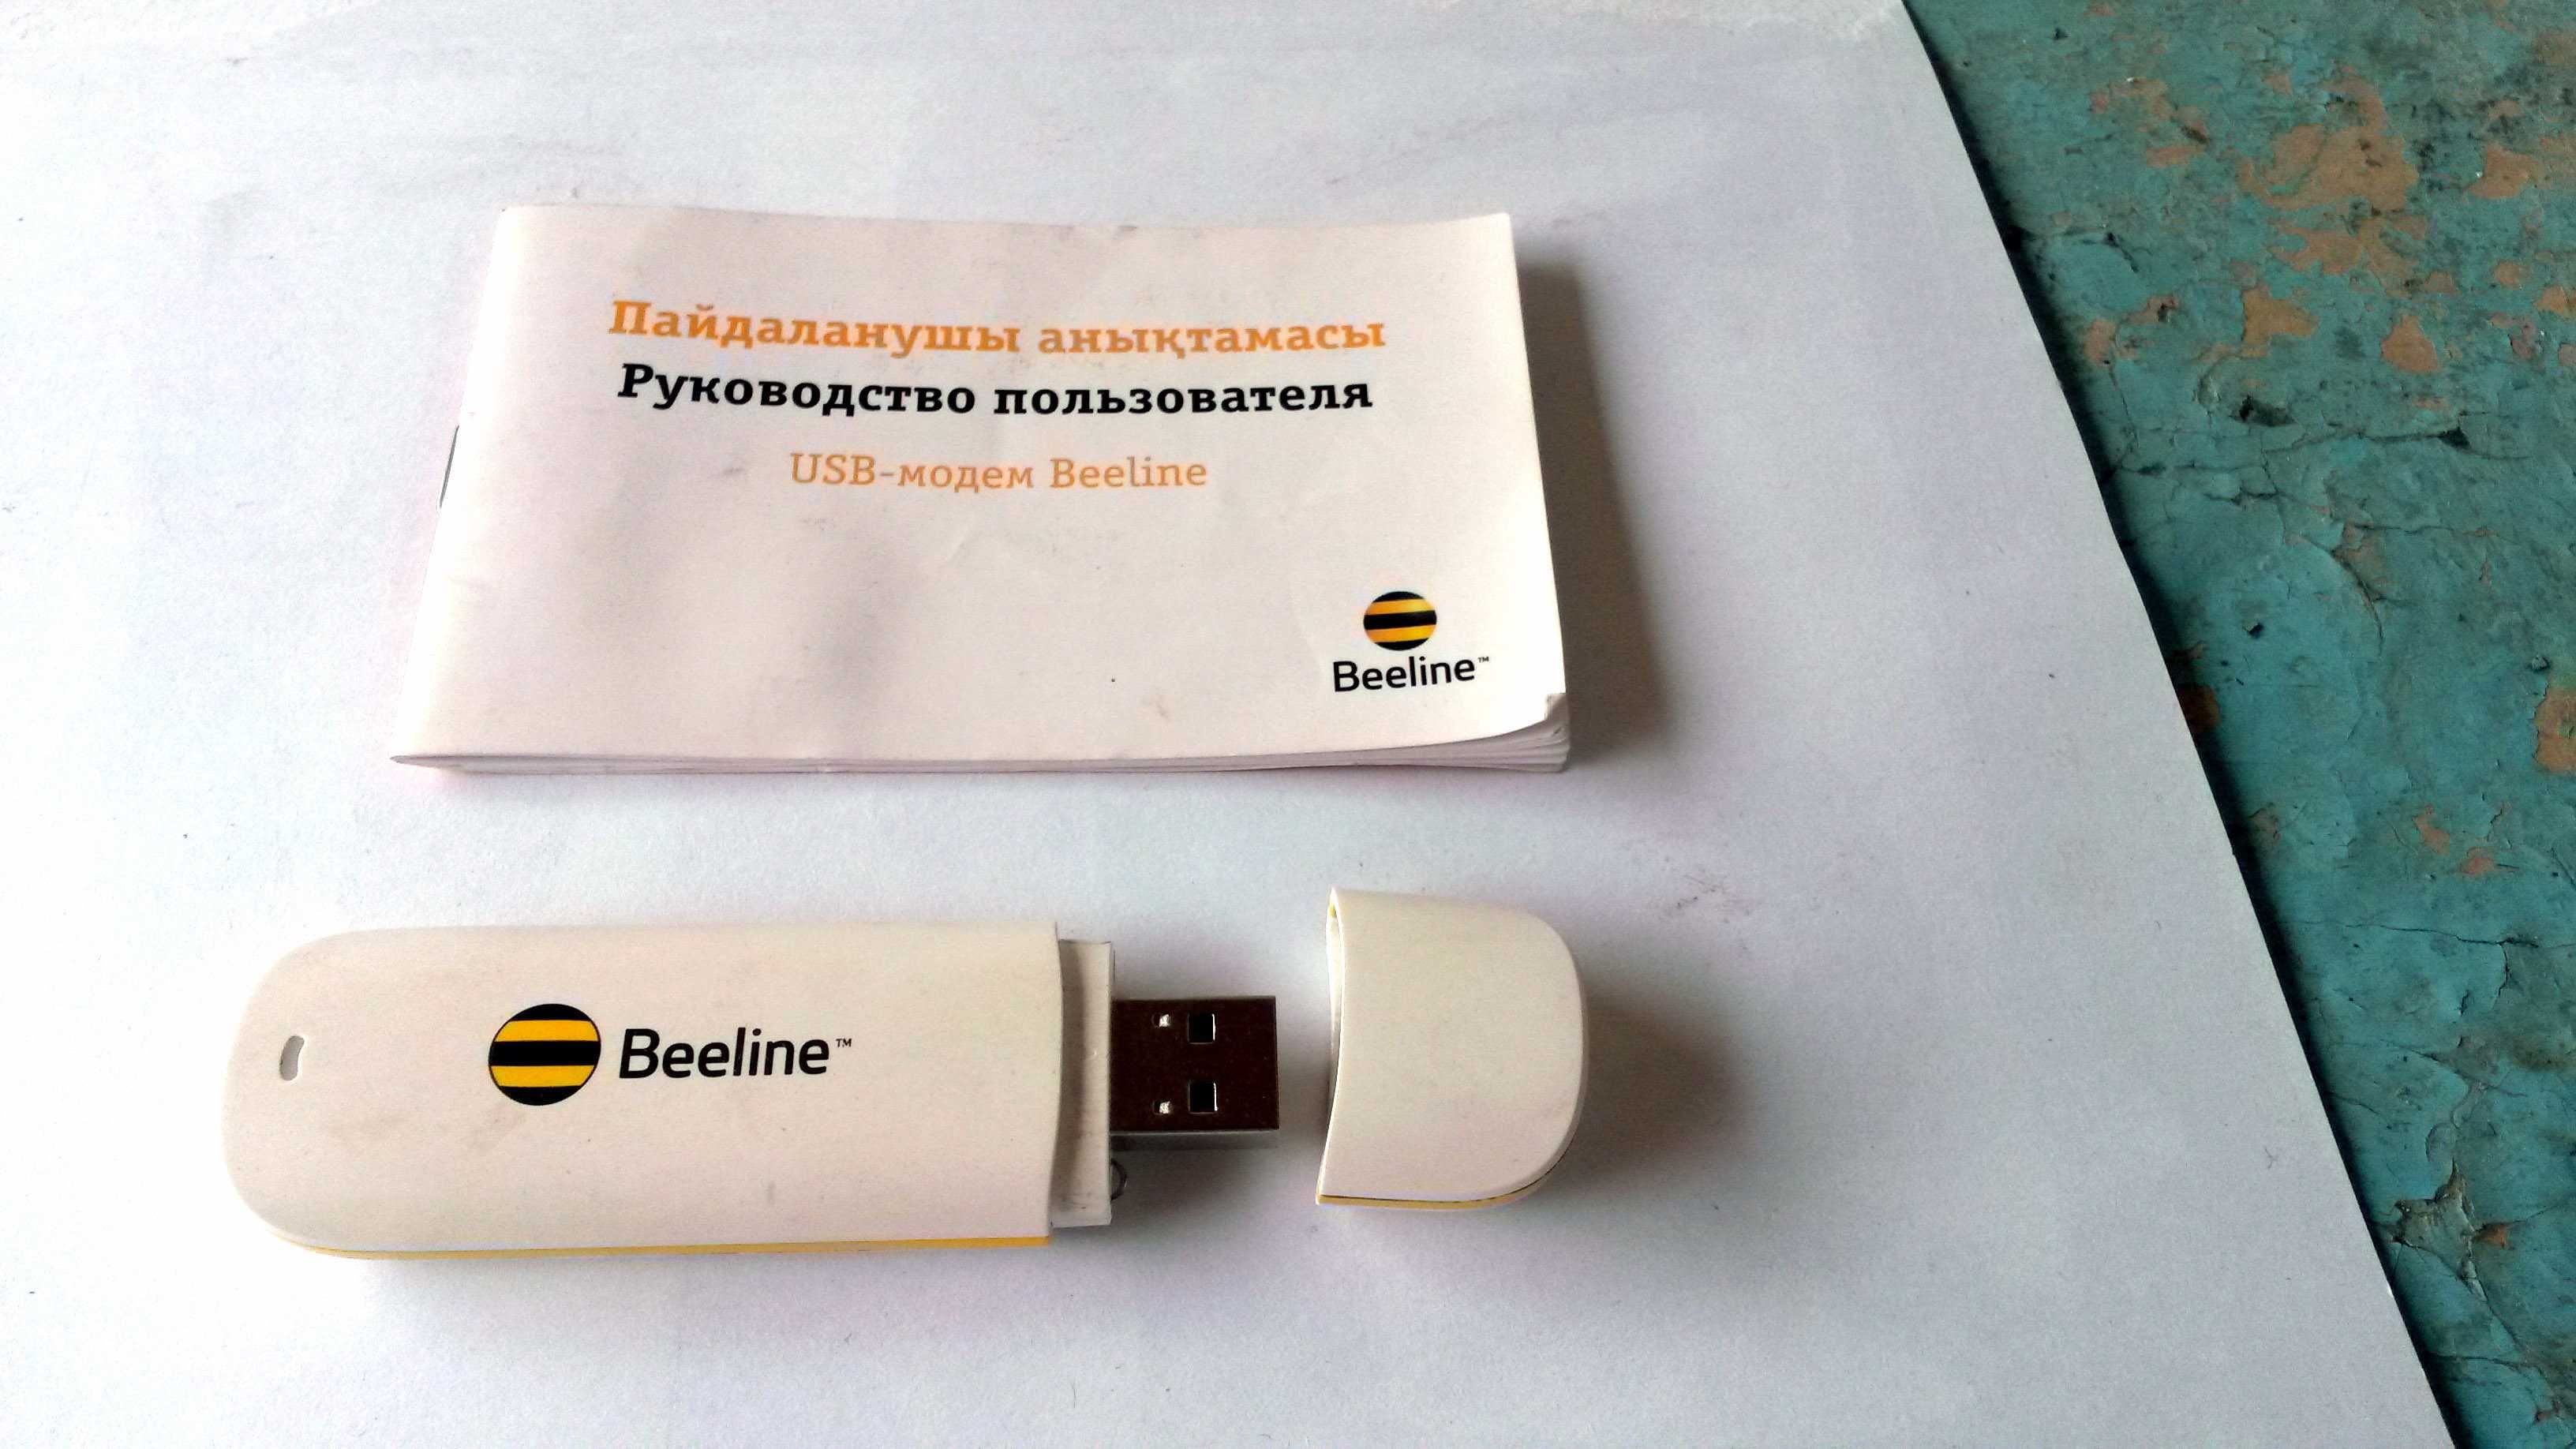 Пайдаланушы анықтамасы
Руководство пользователя
USB-модем Beeline
Beeline™
Beeline™